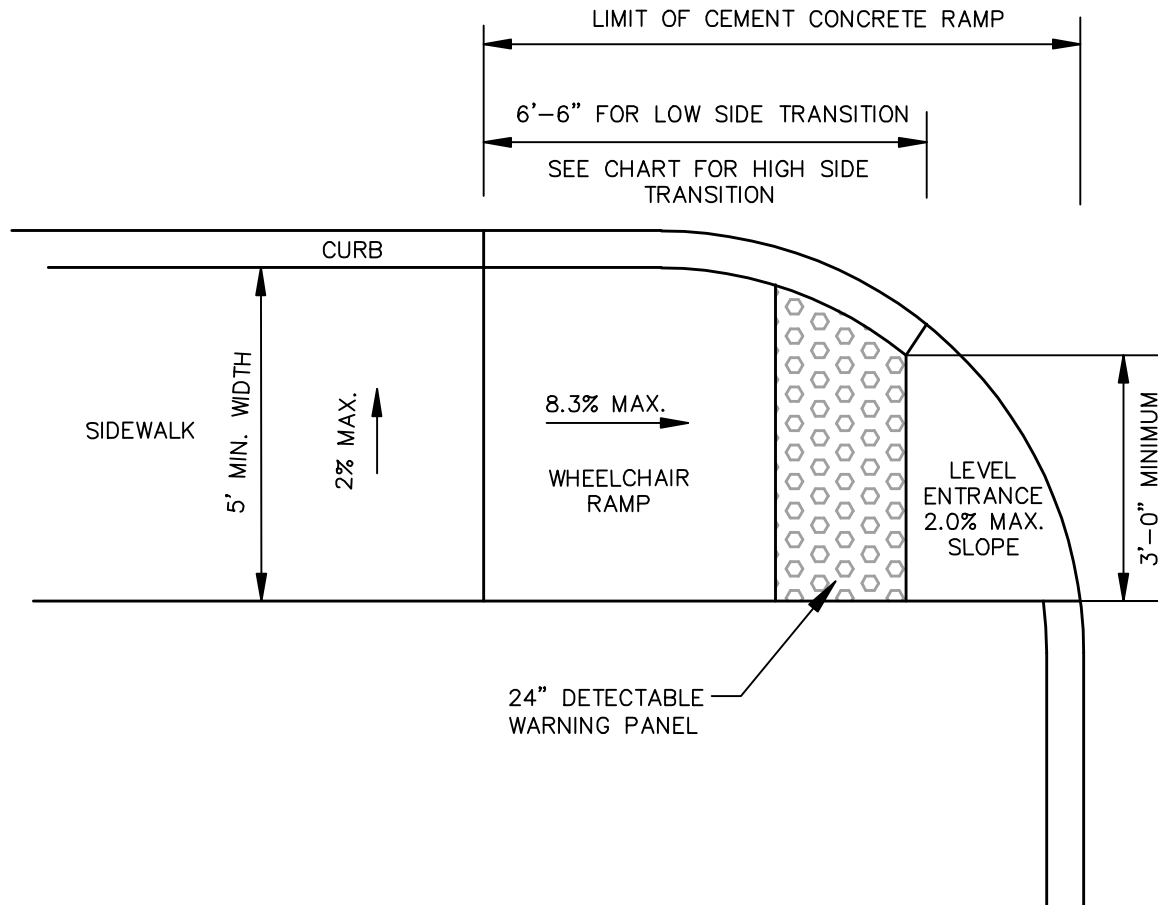 LIMIT OF CEMENT CONCRETE RAMP
6'-6" FOR LOW SIDE TRANSITION
SEE CHART FOR HIGH SIDE
TRANSITION
CURB
SIDEWALK
5' MIN. WIDTH
2% MAX.
8.3% MAX.
WHEELCHAIR
RAMP
LEVEL
ENTRANCE
2.0% MAX.
SLOPE
3'-0" MINIMUM
24" DETECTABLE
WARNING PANEL